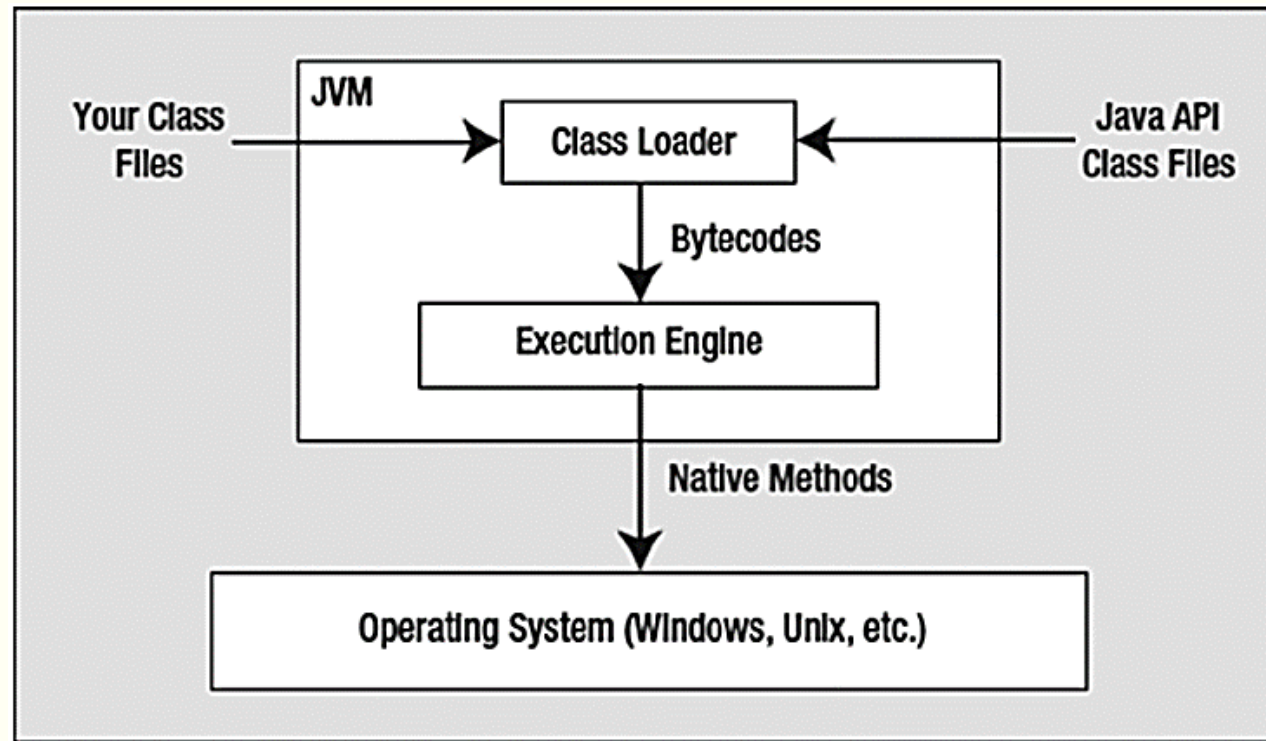 JVM
Your Class
Files
Class Loader
Java API
Class Files
Bytecodes
Execution Engine
Native Methods
Operating System (Windows, Unix, etc.)